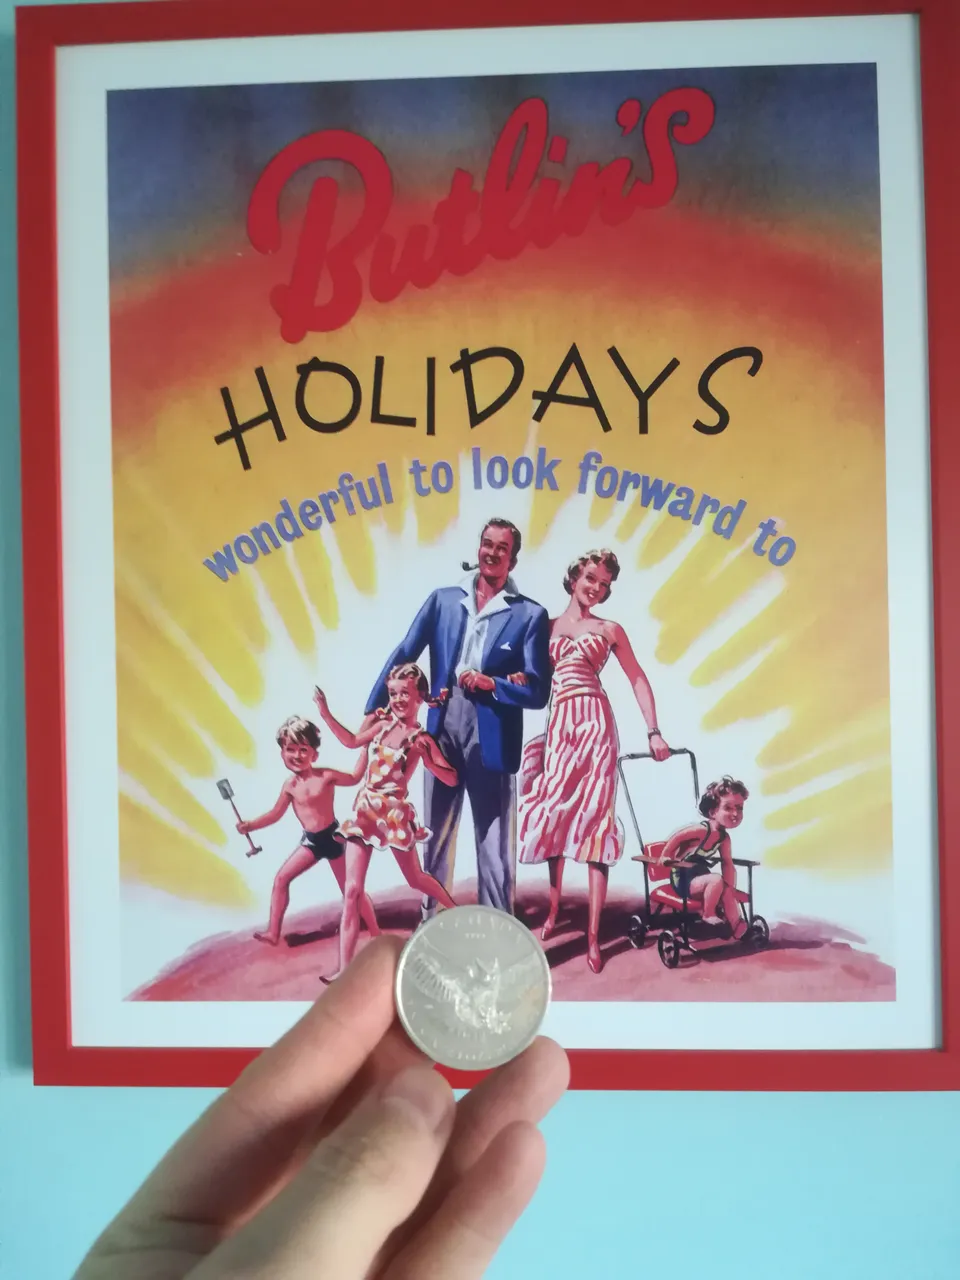 Butlin's
HOLIDAYS
wonderful to look forward to